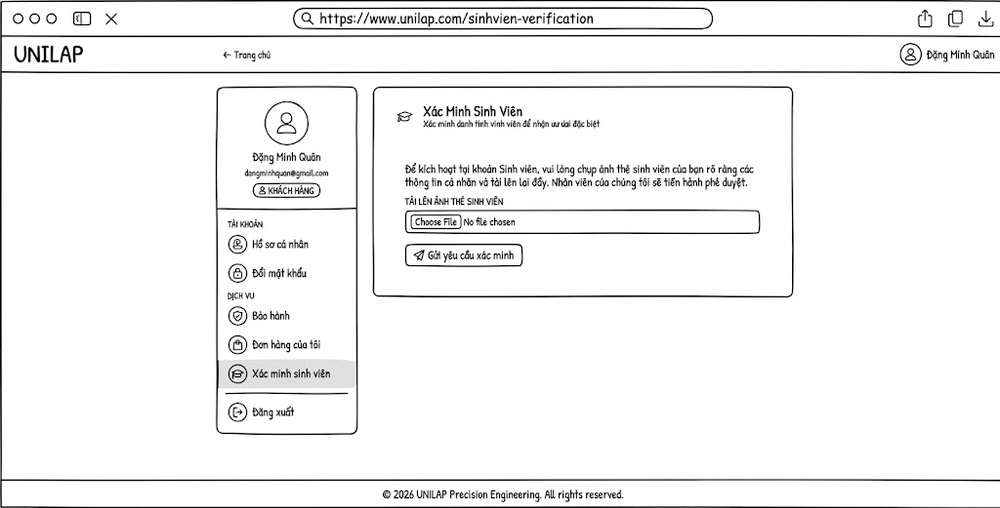 https://www.unilap.com/sinhvien-verification
UNILAP
← Trang chủ
Đặng Minh Quân
Đặng Minh Quân
dangminhquan@gmail.com
KHÁCH HÀNG
TÀI KHOẢN
Hồ sơ cá nhân
Đổi mật khẩu
DỊCH VỤ
Bảo hành
Đơn hàng của tôi
Xác minh sinh viên
Đăng xuất
Xác Minh Sinh Viên
Xác minh danh tính vinh viên để nhận ưu uai đặc biệt
Để kích hoạt tại khoản Sinh viên, vui lòng chụp ảnh thẻ sinh viên của bạn rõ ràng các
thông tin cá nhân và tải lên lại đầy. Nhân viên của chúng tôi sẽ tiến hành phê duyệt.
TẢI LÊN ẢNH THẺ SINH VIÊN
Choose File No file chosen
Gửi yêu cầu xác minh
© 2026 UNILAP Precision Engineering. All rights reserved.